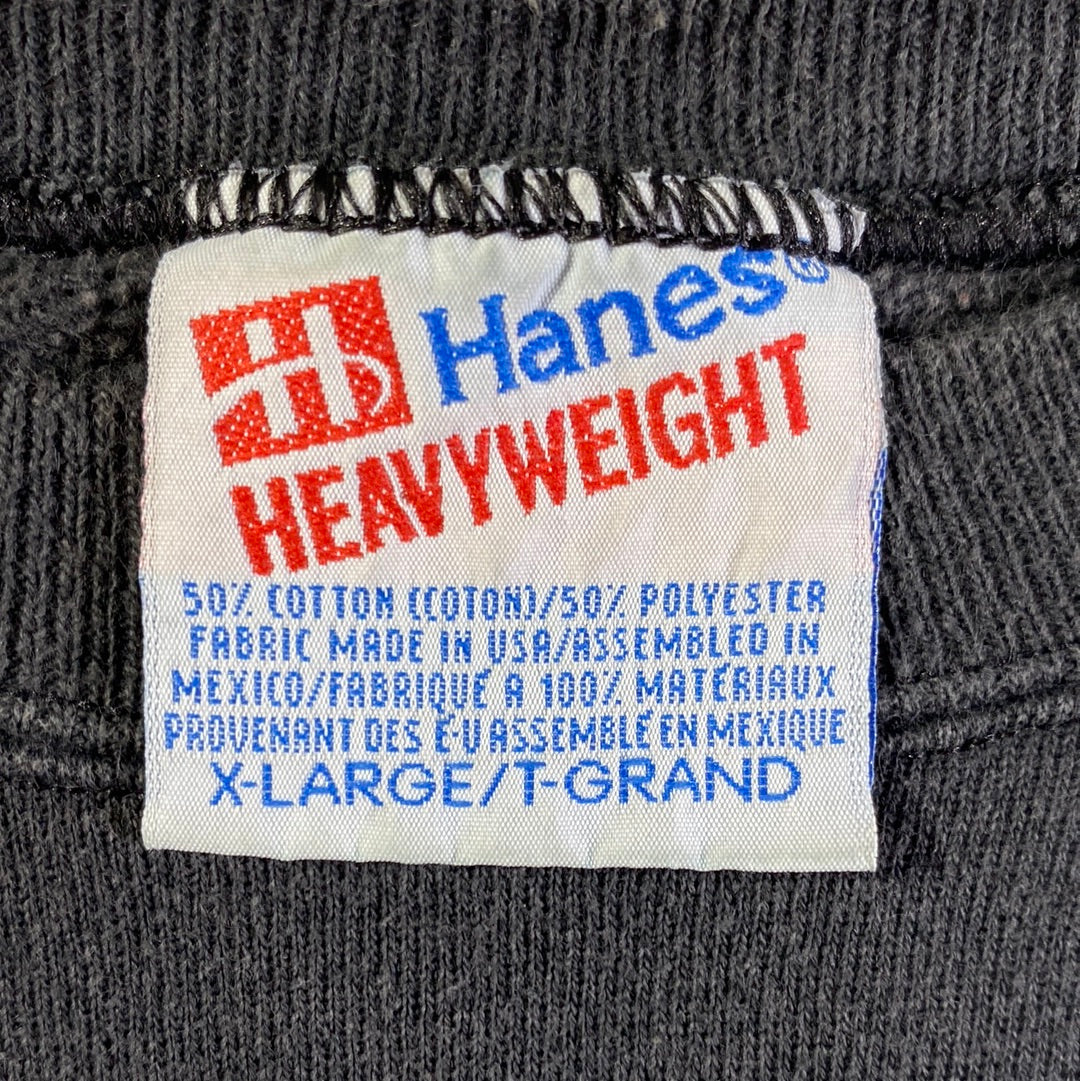 Hanes®
HEAVYWEIGHT
50% COTTON (COTON)/50% POLYESTER
FABRIC MADE IN USA/ASSEMBLED IN
MEXICO/FABRIQUÉ A 100% MATÉRIAUX
PROVENANT DES É-U ASSEMBLÉ EN MEXIQUE
X-LARGE/T-GRAND